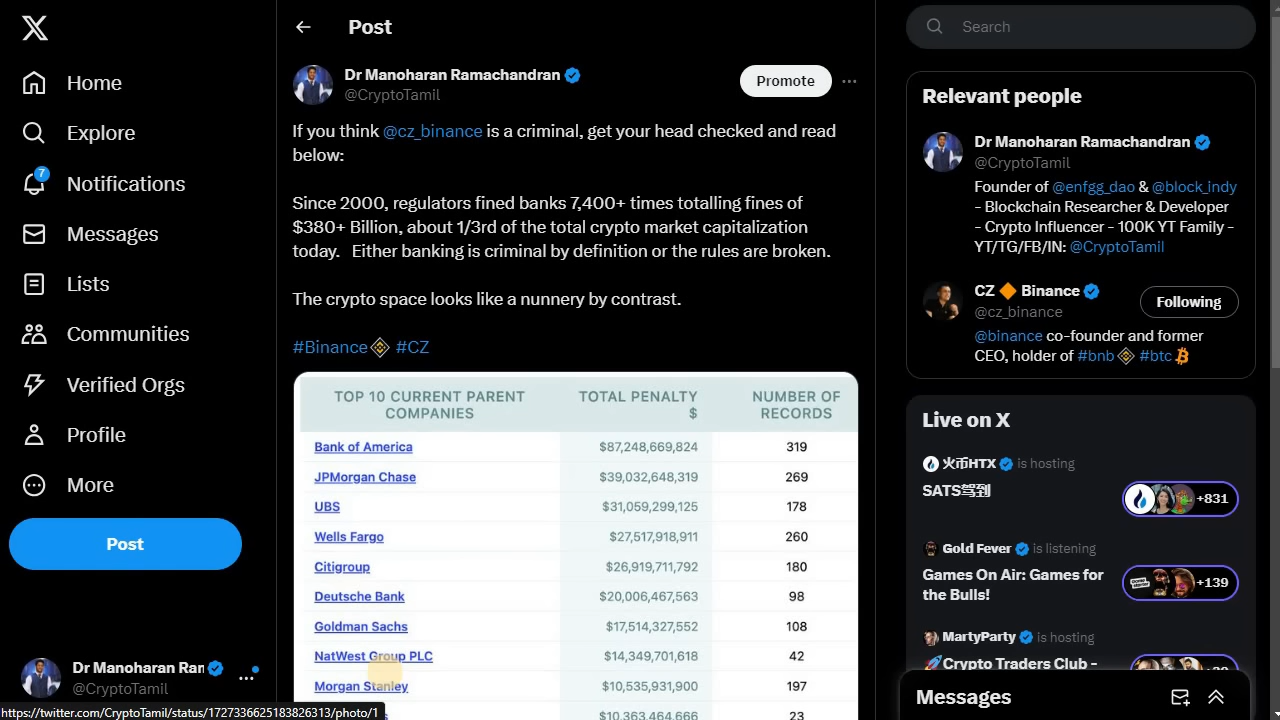 Home
Explore
7
Notifications
Messages
Lists
Communities
Verified Orgs
Profile
More
Post
Dr Manoharan Ran
@CryptoTamil
https://twitter.com/CryptoTamil/status/1727336625183826313/photo/1
Post
Dr Manoharan Ramachandran
@CryptoTamil
Promote
If you think @cz_binance is a criminal, get your head checked and read
below:
Since 2000, regulators fined banks 7,400+ times totalling fines of
$380+ Billion, about 1/3rd of the total crypto market capitalization
today. Either banking is criminal by definition or the rules are broken.
The crypto space looks like a nunnery by contrast.
#Binance #CZ
TOP 10 CURRENT PARENT
COMPANIES
TOTAL PENALTY
$
NUMBER OF
RECORDS
Bank of America $87,248,669,824 319
JPMorgan Chase $39,032,648,319 269
UBS $31,059,299,125 178
Wells Fargo $27,517,918,911 260
Citigroup $26,919,711,792 180
Deutsche Bank $20,006,467,563 98
Goldman Sachs $17,514,327,552 108
NatWest Group PLC $14,349,701,618 42
Morgan Stanley $10,535,931,900 197
$10,363,464,666 23
Search
Relevant people
Dr Manoharan Ramachandran
@CryptoTamil
Founder of @enfgg_dao & @block_indy
- Blockchain Researcher & Developer
- Crypto Influencer - 100K YT Family -
YT/TG/FB/IN: @CryptoTamil
CZ Binance
@cz_binance
Following
@binance co-founder and former
CEO, holder of #bnb #btc
Live on X
火币HTX is hosting
SATS驾到
+831
Gold Fever is listening
Games On Air: Games for
the Bulls!
+139
MartyParty is hosting
Crypto Traders Club -
Messages